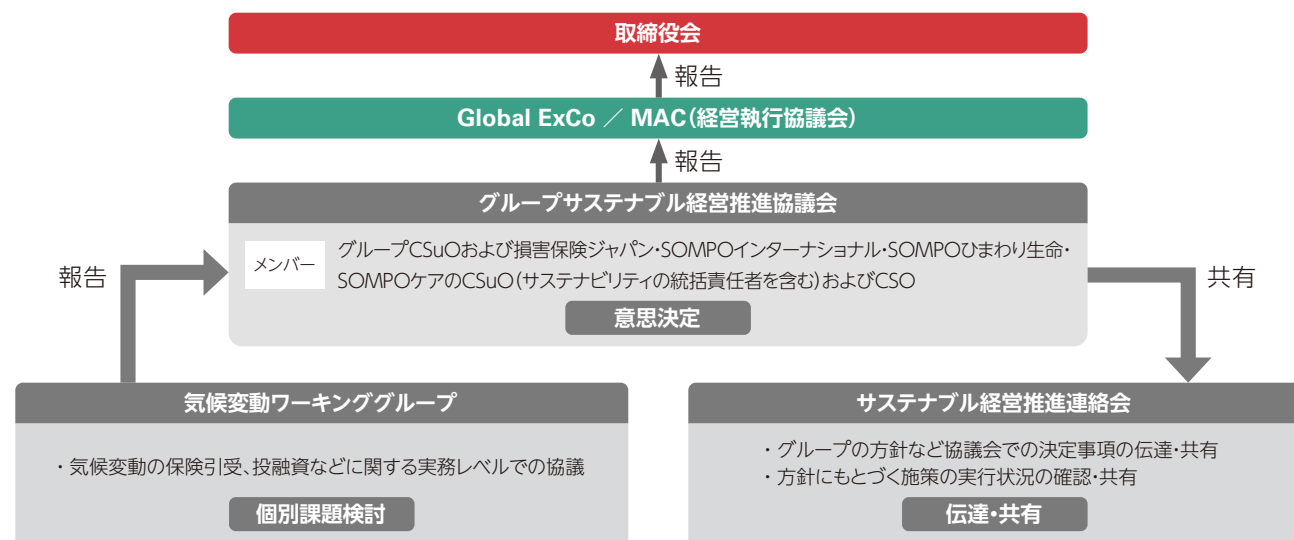 取締役会
報告
Global ExCo ／ MAC（経営執行協議会）
報告
グループサステナブル経営推進協議会
メンバー
グループCSuOおよび損害保険ジャパン・SOMPOインターナショナル・SOMPOひまわり生命・
SOMPOケアのCSuO（サステナビリティの統括責任者を含む）およびCSO
意思決定
報告
共有
気候変動ワーキンググループ
・気候変動の保険引受、投融資などに関する実務レベルでの協議
個別課題検討
サステナブル経営推進連絡会
・グループの方針など協議会での決定事項の伝達・共有
・方針にもとづく施策の実行状況の確認・共有
伝達・共有